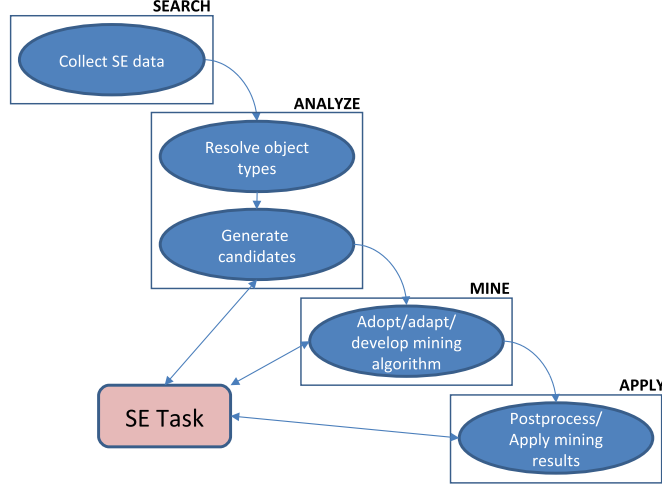 SEARCH
Collect SE data
ANALYZE
Resolve object
types
Generate
candidates
MINE
Adopt/adapt/
develop mining
algorithm
APPLY
SE Task
Postprocess/
Apply mining
results